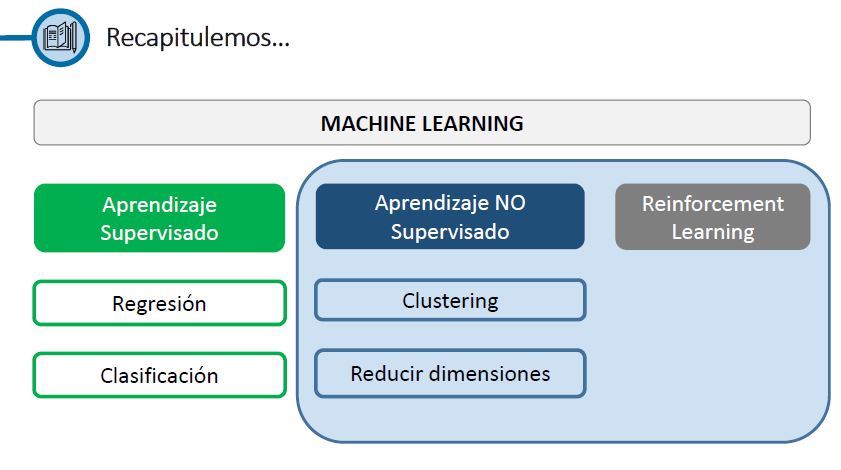 Recapitulemos...
MACHINE LEARNING
Aprendizaje
Supervisado
Aprendizaje NO
Supervisado
Reinforcement
Learning
Regresión
Clustering
Clasificación
Reducir dimensiones